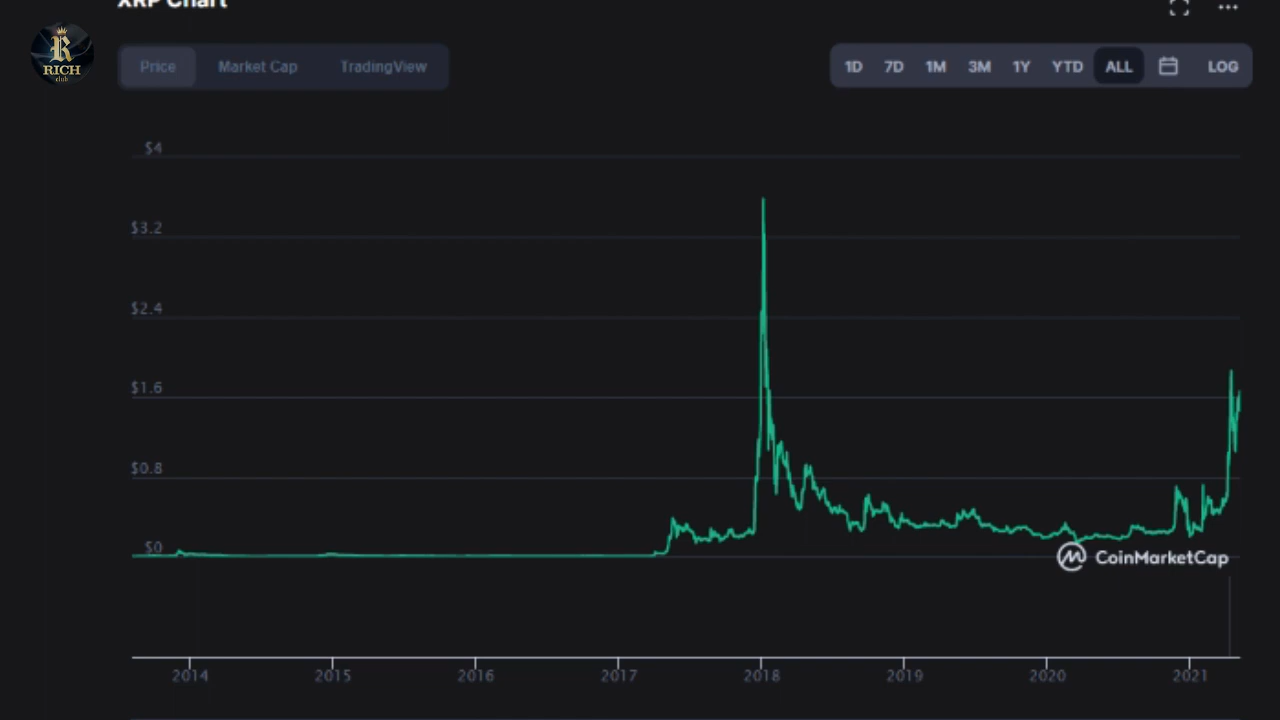 XRP Chart
R
RICH
club
Price Market Cap TradingView
1D 7D 1M 3M 1Y YTD ALL LOG
$4
$3.2
$2.4
$1.6
$0.8
$0
CoinMarketCap
2014 2015 2016 2017 2018 2019 2020 2021